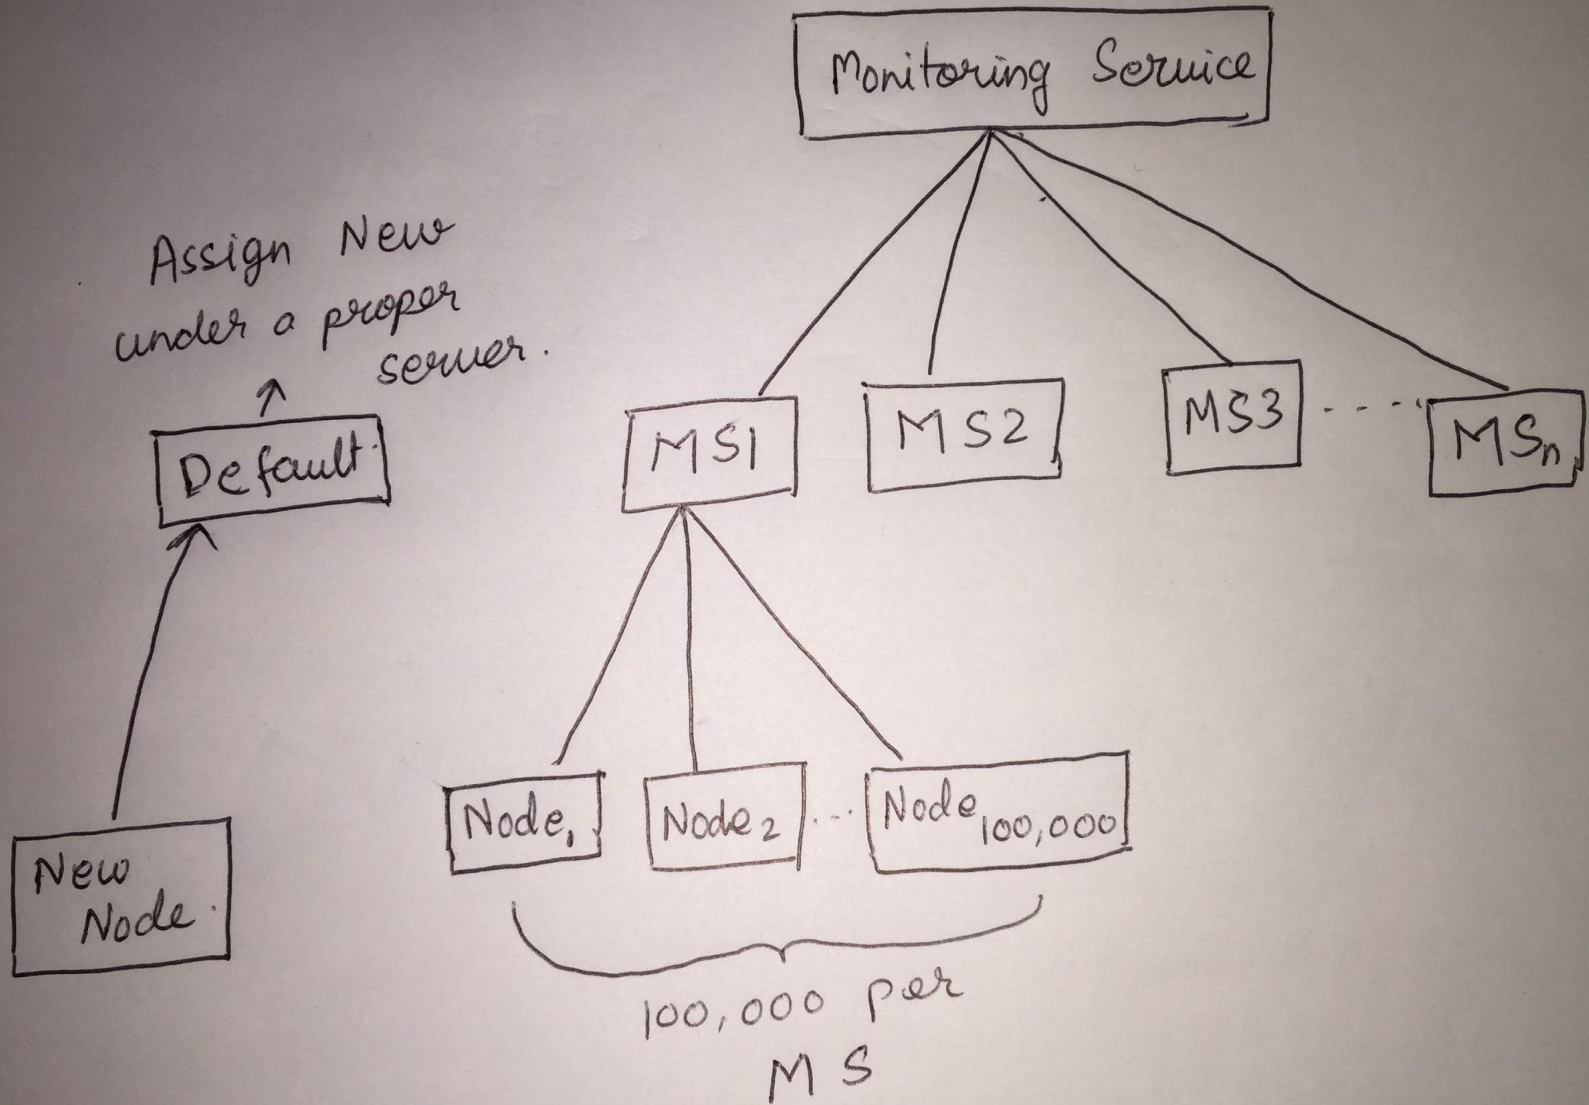 Monitoring Service
Assign New
under a proper
server.
Default
MS1
MS2
MS3
MSn
New
Node
Node1
Node2
Node100,000
100,000 per
MS